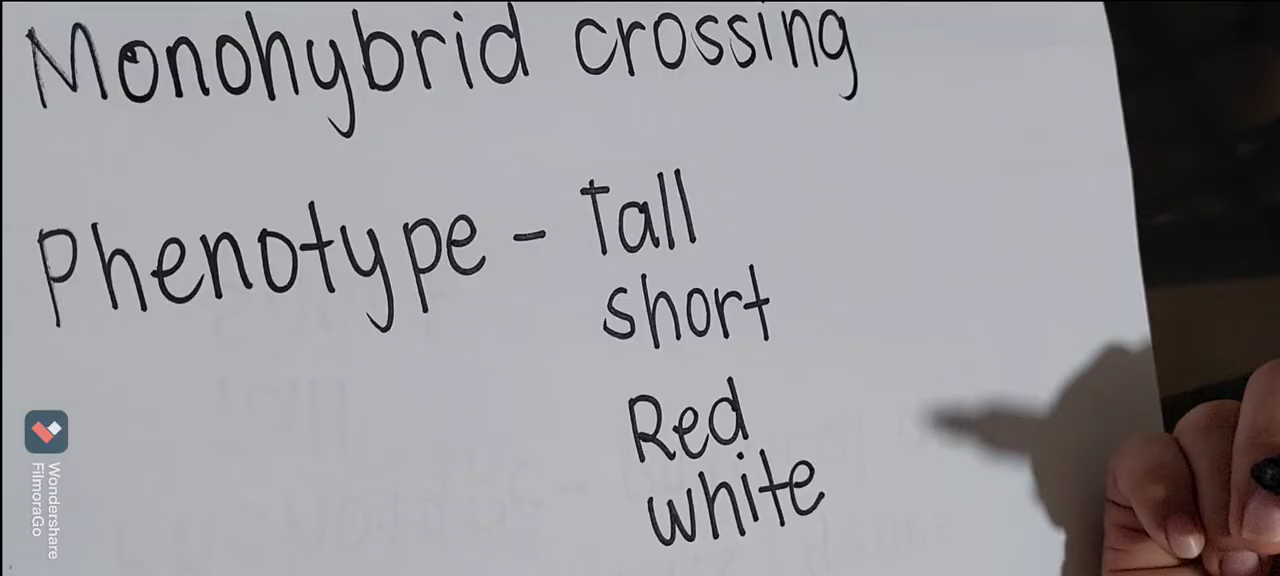 Monohybrid crossing
Phenotype - Tall
short
Red
white
Wondershare
FilmoraGo